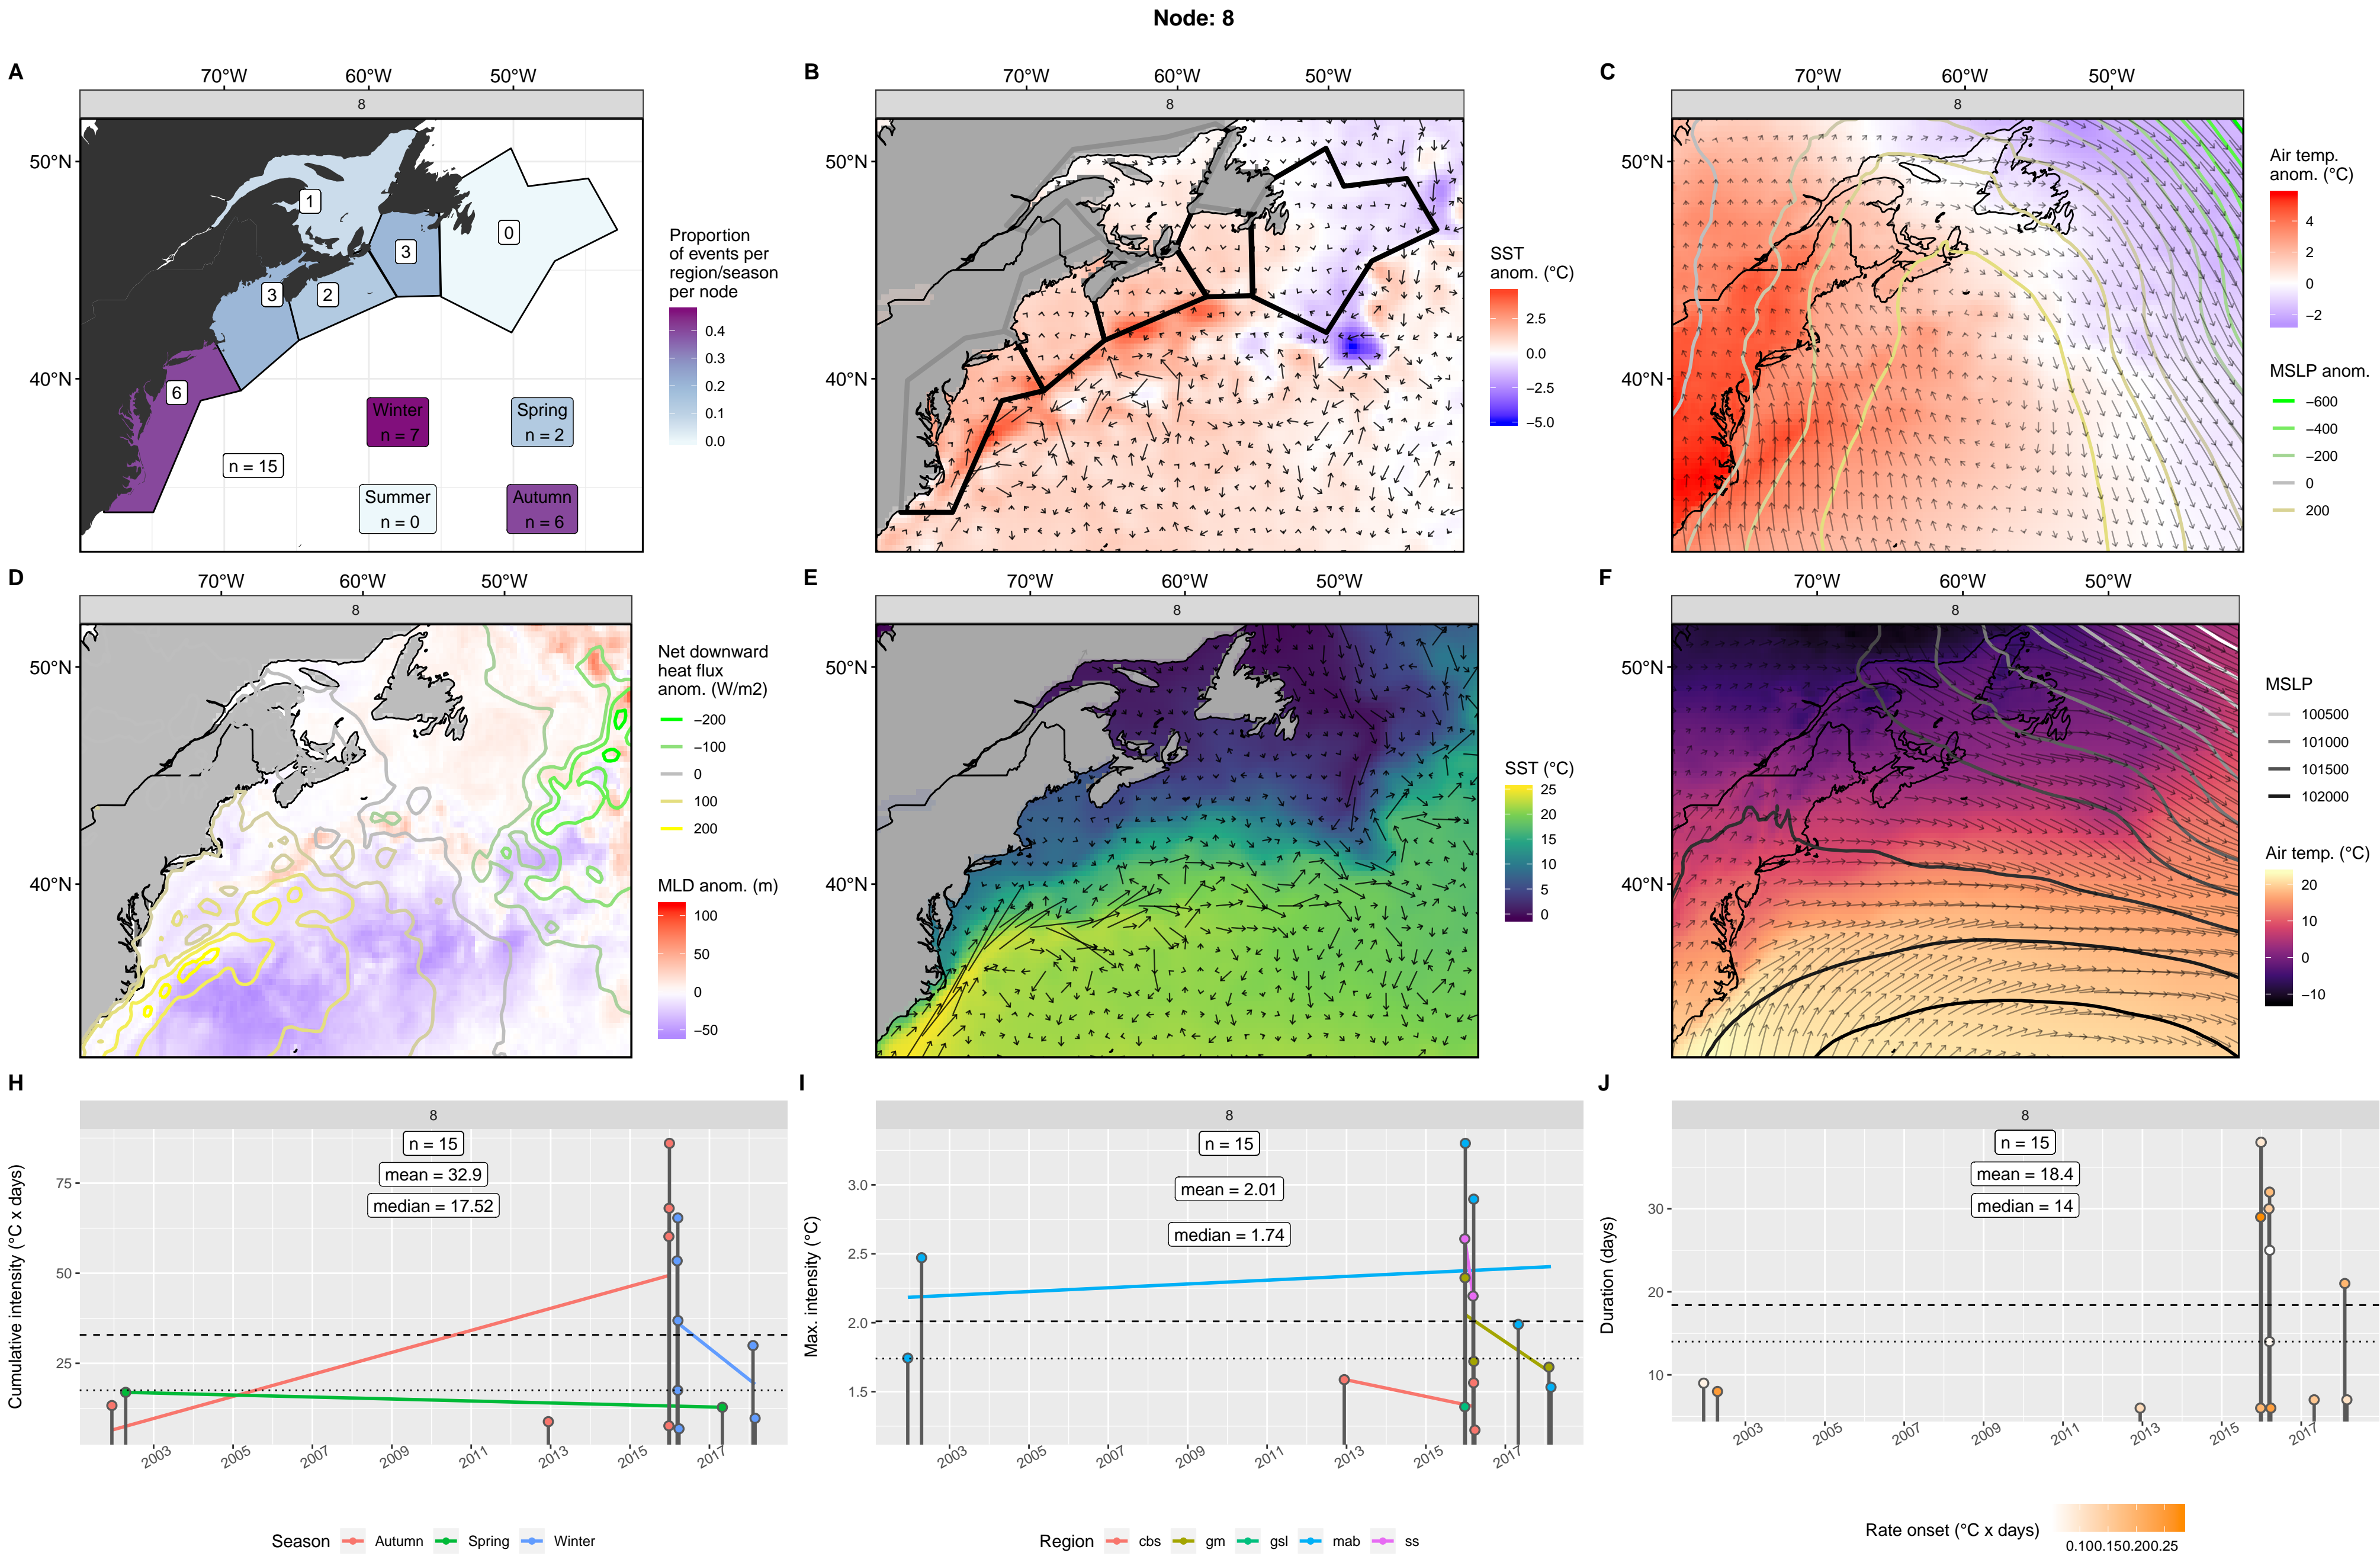 Node: 8
A
70°W 60°W 50°W
8
50°N
40°N
1
3
0
3
2
6
n = 15
Winter
n = 7
Spring
n = 2
Summer
n = 0
Autumn
n = 6
Proportion
of events per
region/season
per node
0.4
0.3
0.2
0.1
0.0
B
70°W 60°W 50°W
8
50°N
40°N
SST
anom. (°C)
2.5
0.0
−2.5
−5.0
C
70°W 60°W 50°W
8
50°N
40°N
Air temp.
anom. (°C)
4
2
0
−2
MSLP anom.
−600
−400
−200
0
200
D
70°W 60°W 50°W
8
50°N
40°N
Net downward
heat flux
anom. (W/m2)
−200
−100
0
100
200
MLD anom. (m)
100
50
0
−50
E
70°W 60°W 50°W
8
50°N
40°N
SST (°C)
25
20
15
10
5
0
F
70°W 60°W 50°W
8
50°N
40°N
MSLP
100500
101000
101500
102000
Air temp. (°C)
20
10
0
−10
H
8
n = 15
mean = 32.9
median = 17.52
Cumulative intensity (°C x days)
75
50
25
2003 2005 2007 2009 2011 2013 2015 2017
Season Autumn Spring Winter
I
8
n = 15
mean = 2.01
median = 1.74
Max. intensity (°C)
3.0
2.5
2.0
1.5
2003 2005 2007 2009 2011 2013 2015 2017
Region cbs gm gsl mab ss
J
8
n = 15
mean = 18.4
median = 14
Duration (days)
30
20
10
2003 2005 2007 2009 2011 2013 2015 2017
Rate onset (°C x days)
0.100.150.200.25